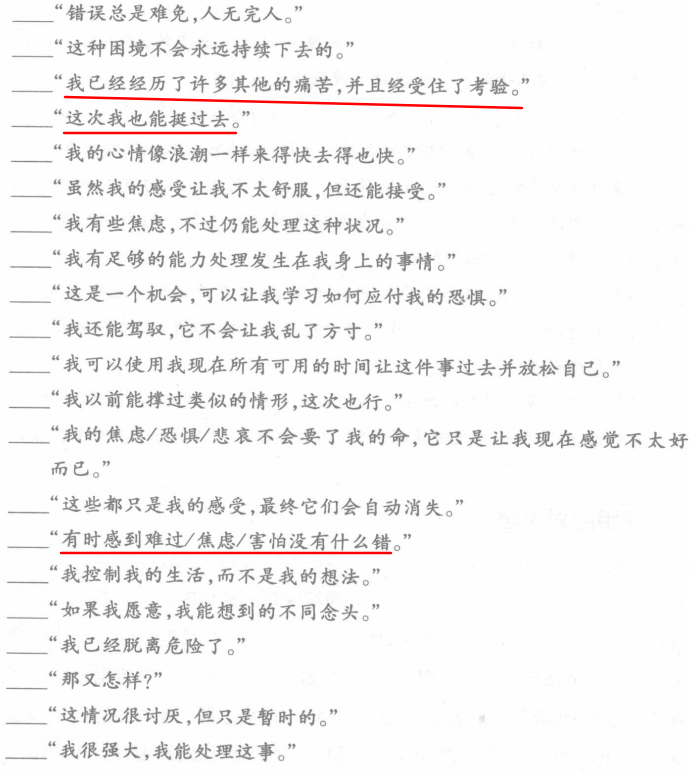 ____“错误总是难免,人无完人。”
____“这种困境不会永远持续下去的。”
____“我已经经历了许多其他的痛苦,并且经受住了考验。”
____“这次我也能挺过去。”
____“我的心情像浪潮一样来得快去得也快。”
____“虽然我的感受让我不太舒服,但还能接受。”
____“我有些焦虑,不过仍能处理这种状况。”
____“我有足够的能力处理发生在我身上的事情。”
____“这是一个机会,可以让我学习如何应付我的恐惧。”
____“我还能驾驭,它不会让我乱了方寸。”
____“我可以使用我现在所有可用的时间让这件事过去并放松自己。”
____“我以前能撑过类似的情形,这次也行。”
____“我的焦虑/恐惧/悲哀不会要了我的命,它只是让我现在感觉不太好
而已。”
____“这些都只是我的感受,最终它们会自动消失。”
____“有时感到难过/焦虑/害怕没有什么错。”
____“我控制我的生活,而不是我的想法。”
____“如果我愿意,我能想到的不同念头。”
____“我已经脱离危险了。”
____“那又怎样?”
____“这情况很讨厌,但只是暂时的。”
____“我很强大,我能处理这事。”